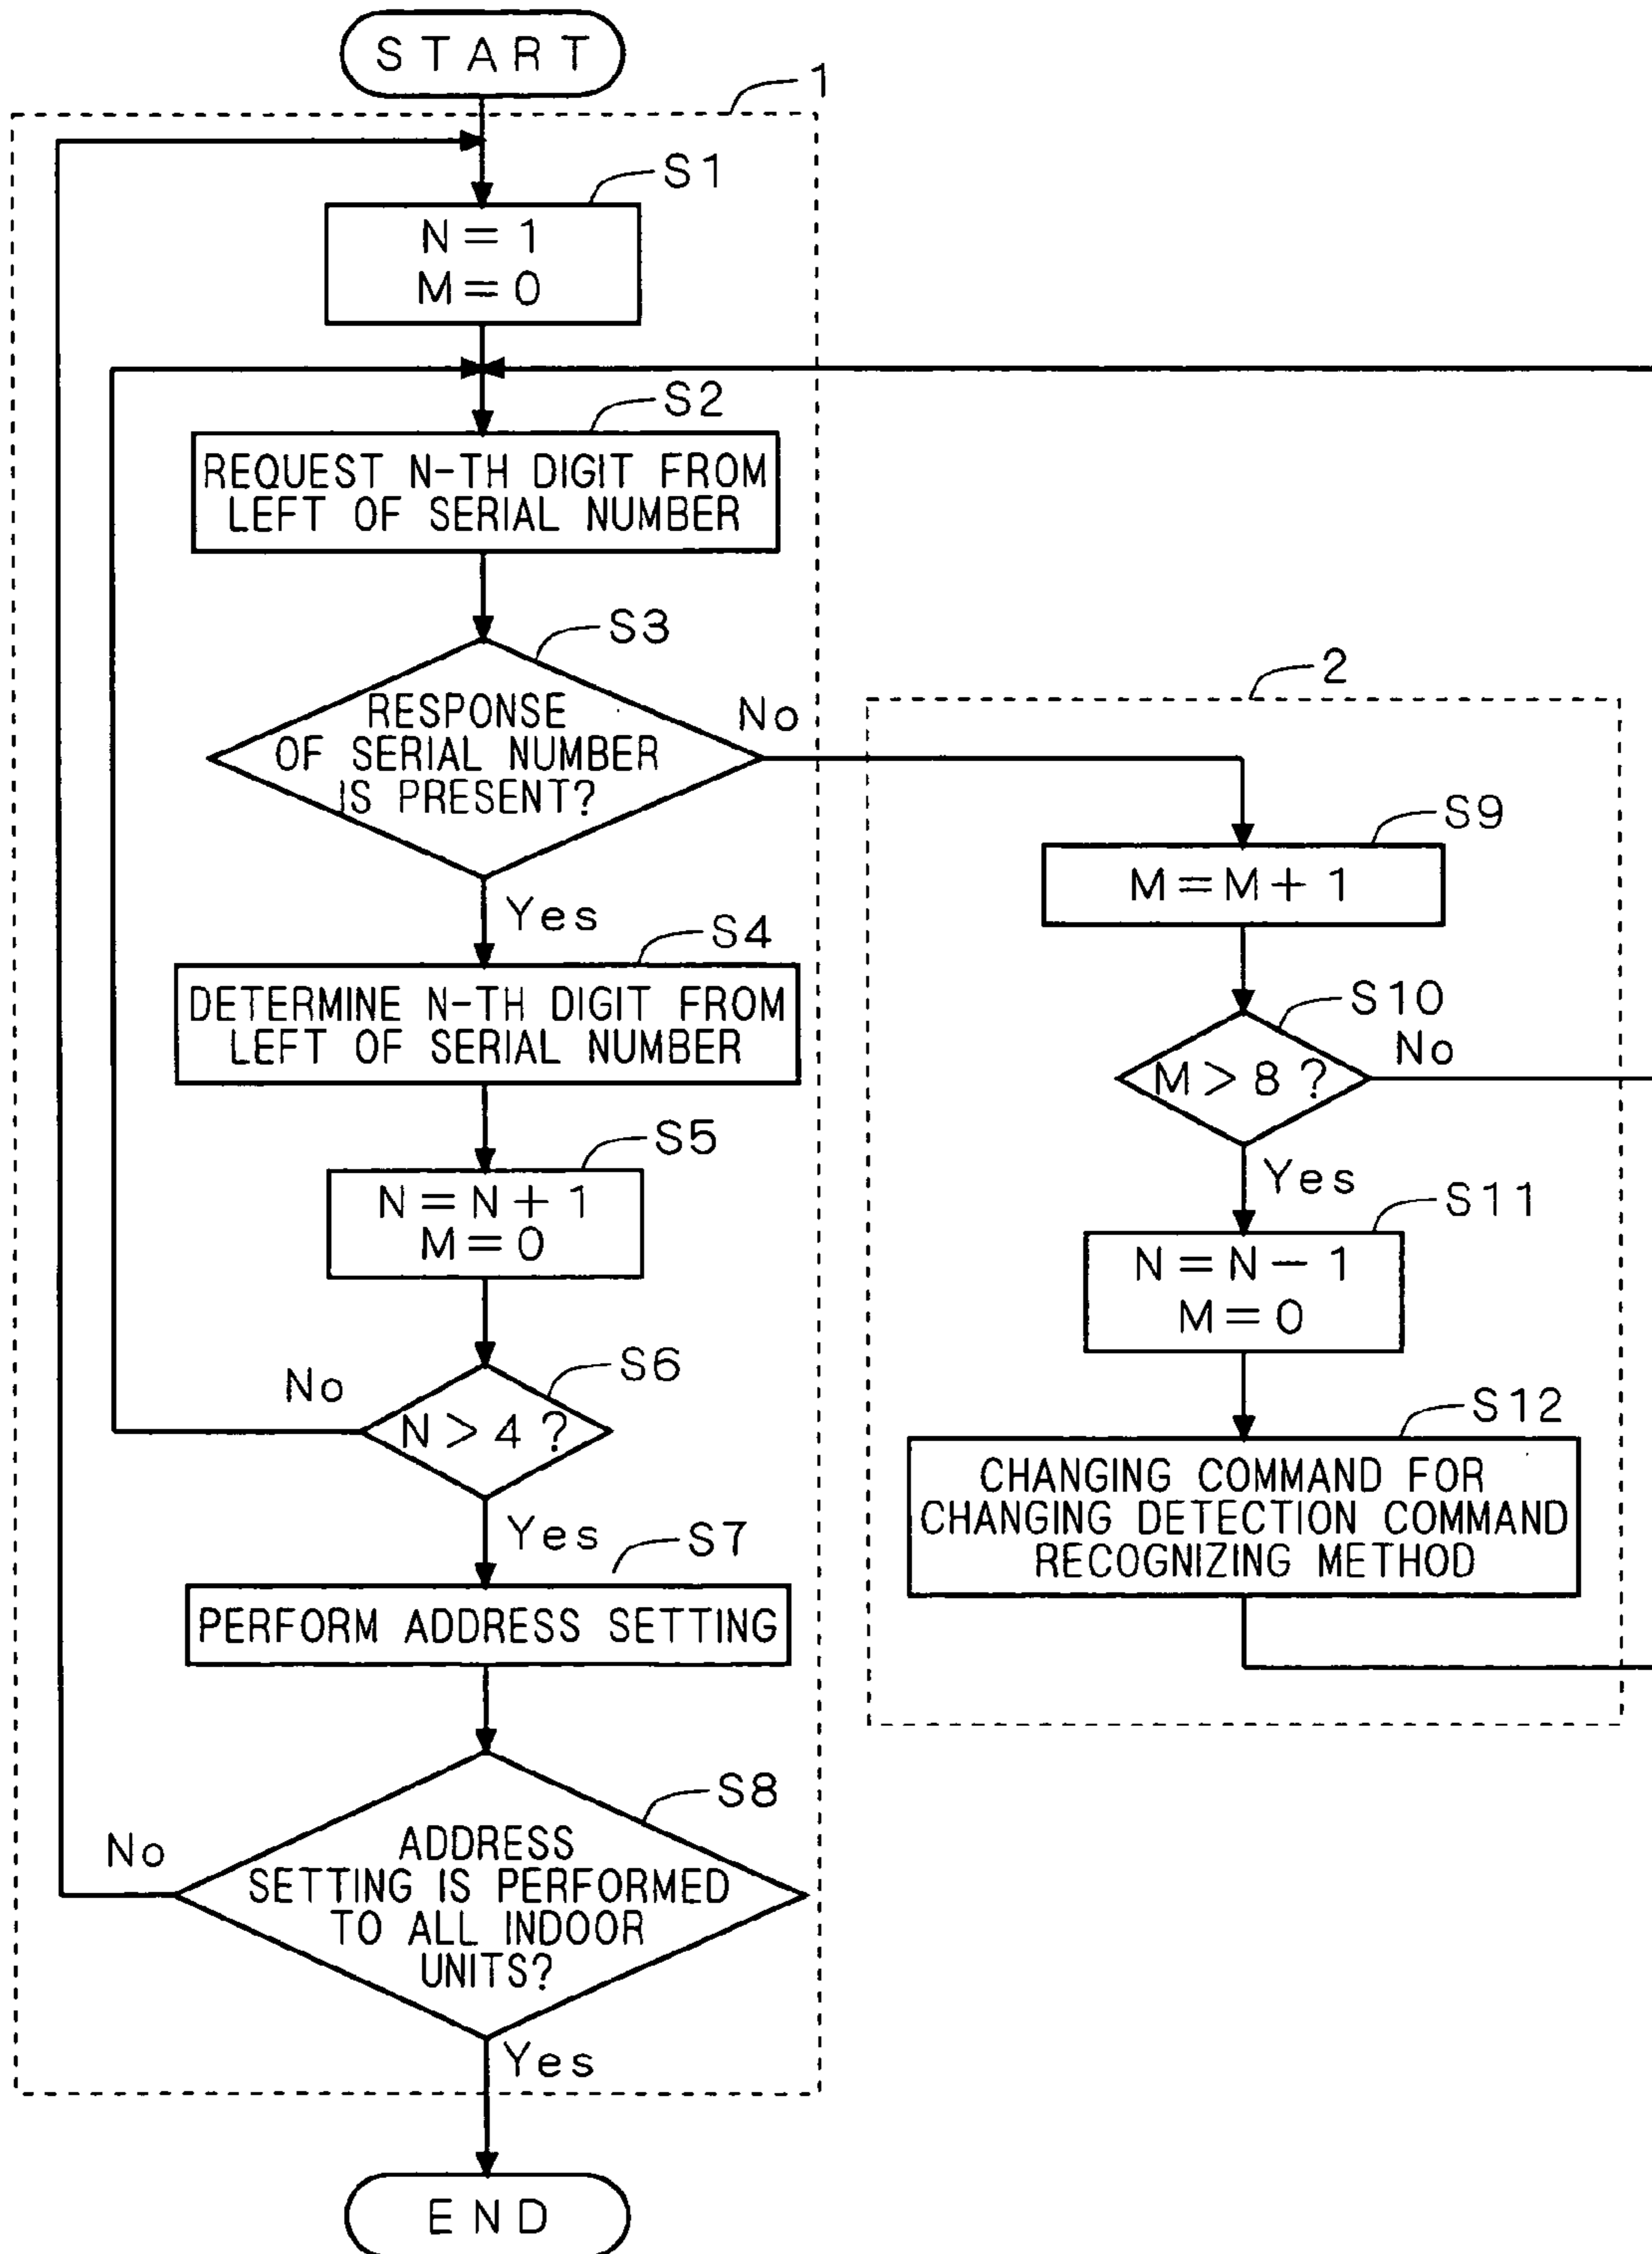 START
1
S1
N=1
M=0
S2
REQUEST N-TH DIGIT FROM
LEFT OF SERIAL NUMBER
S3
RESPONSE
OF SERIAL NUMBER
IS PRESENT?
No
Yes
S4
DETERMINE N-TH DIGIT FROM
LEFT OF SERIAL NUMBER
S5
N=N+1
M=0
S6
N>4?
No
Yes
S7
PERFORM ADDRESS SETTING
S8
ADDRESS
SETTING IS PERFORMED
TO ALL INDOOR
UNITS?
No
Yes
END
2
S9
M=M+1
S10
M>8?
No
Yes
S11
N=N-1
M=0
S12
CHANGING COMMAND FOR
CHANGING DETECTION COMMAND
RECOGNIZING METHOD